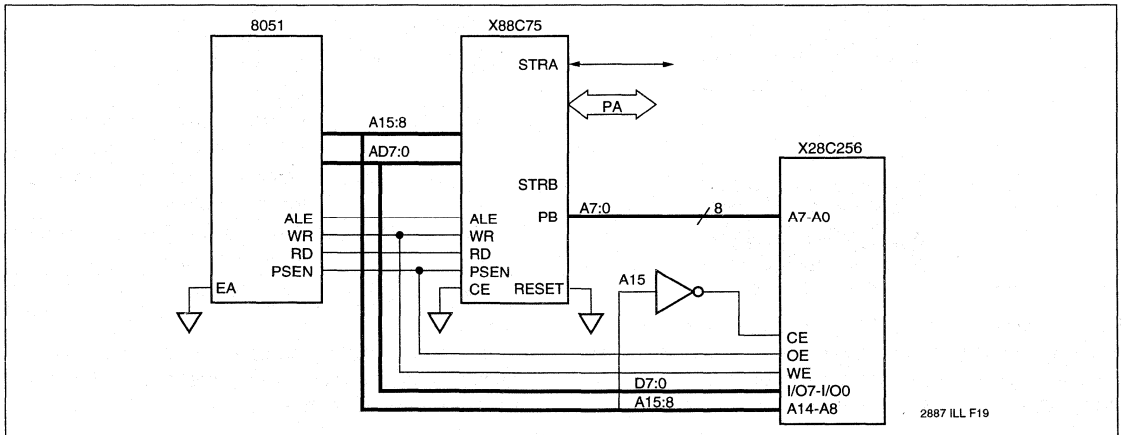 8051
X88C75
STRA
PA
A15:8
AD7:0
X28C256
STRB
PB
A7:0
8
A7-A0
ALE
WR
RD
PSEN
EA
ALE
WR
RD
PSEN
CE
RESET
A15
CE
OE
WE
D7:0
I/O7-I/O0
A15:8
A14-A8
2887 ILL F19